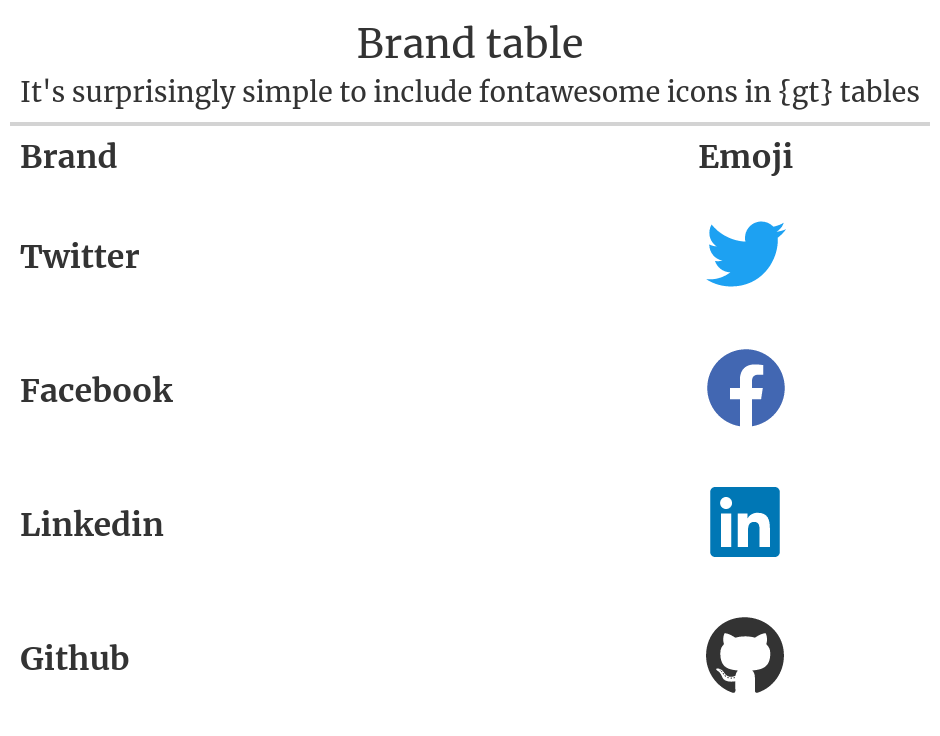 Brand table
It's surprisingly simple to include fontawesome icons in {gt} tables
Brand Emoji
Twitter
Facebook
Linkedin in
Github